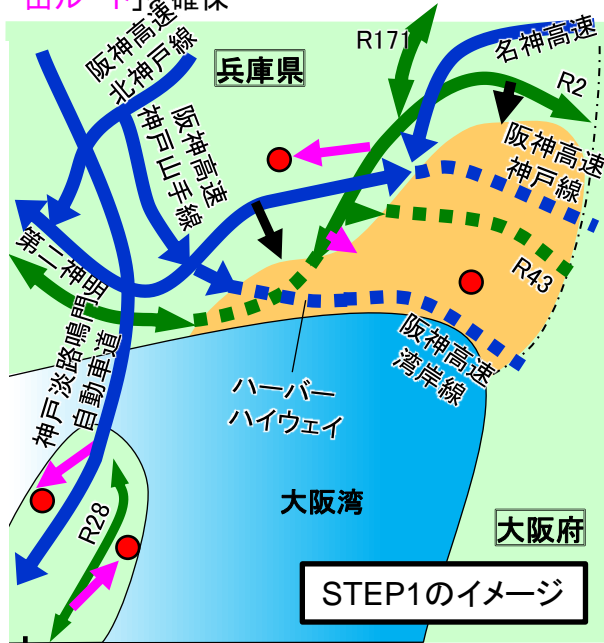 出ルート」を確保
阪神高速
北神戸線
兵庫県
R171
名神高速
R2
阪神高速
神戸山手線
阪神高速
神戸線
第二神明
R43
神戸淡路鳴門
自動車道
阪神高速
湾岸線
ハーバー
ハイウェイ
大阪湾
R28
大阪府
STEP1のイメージ